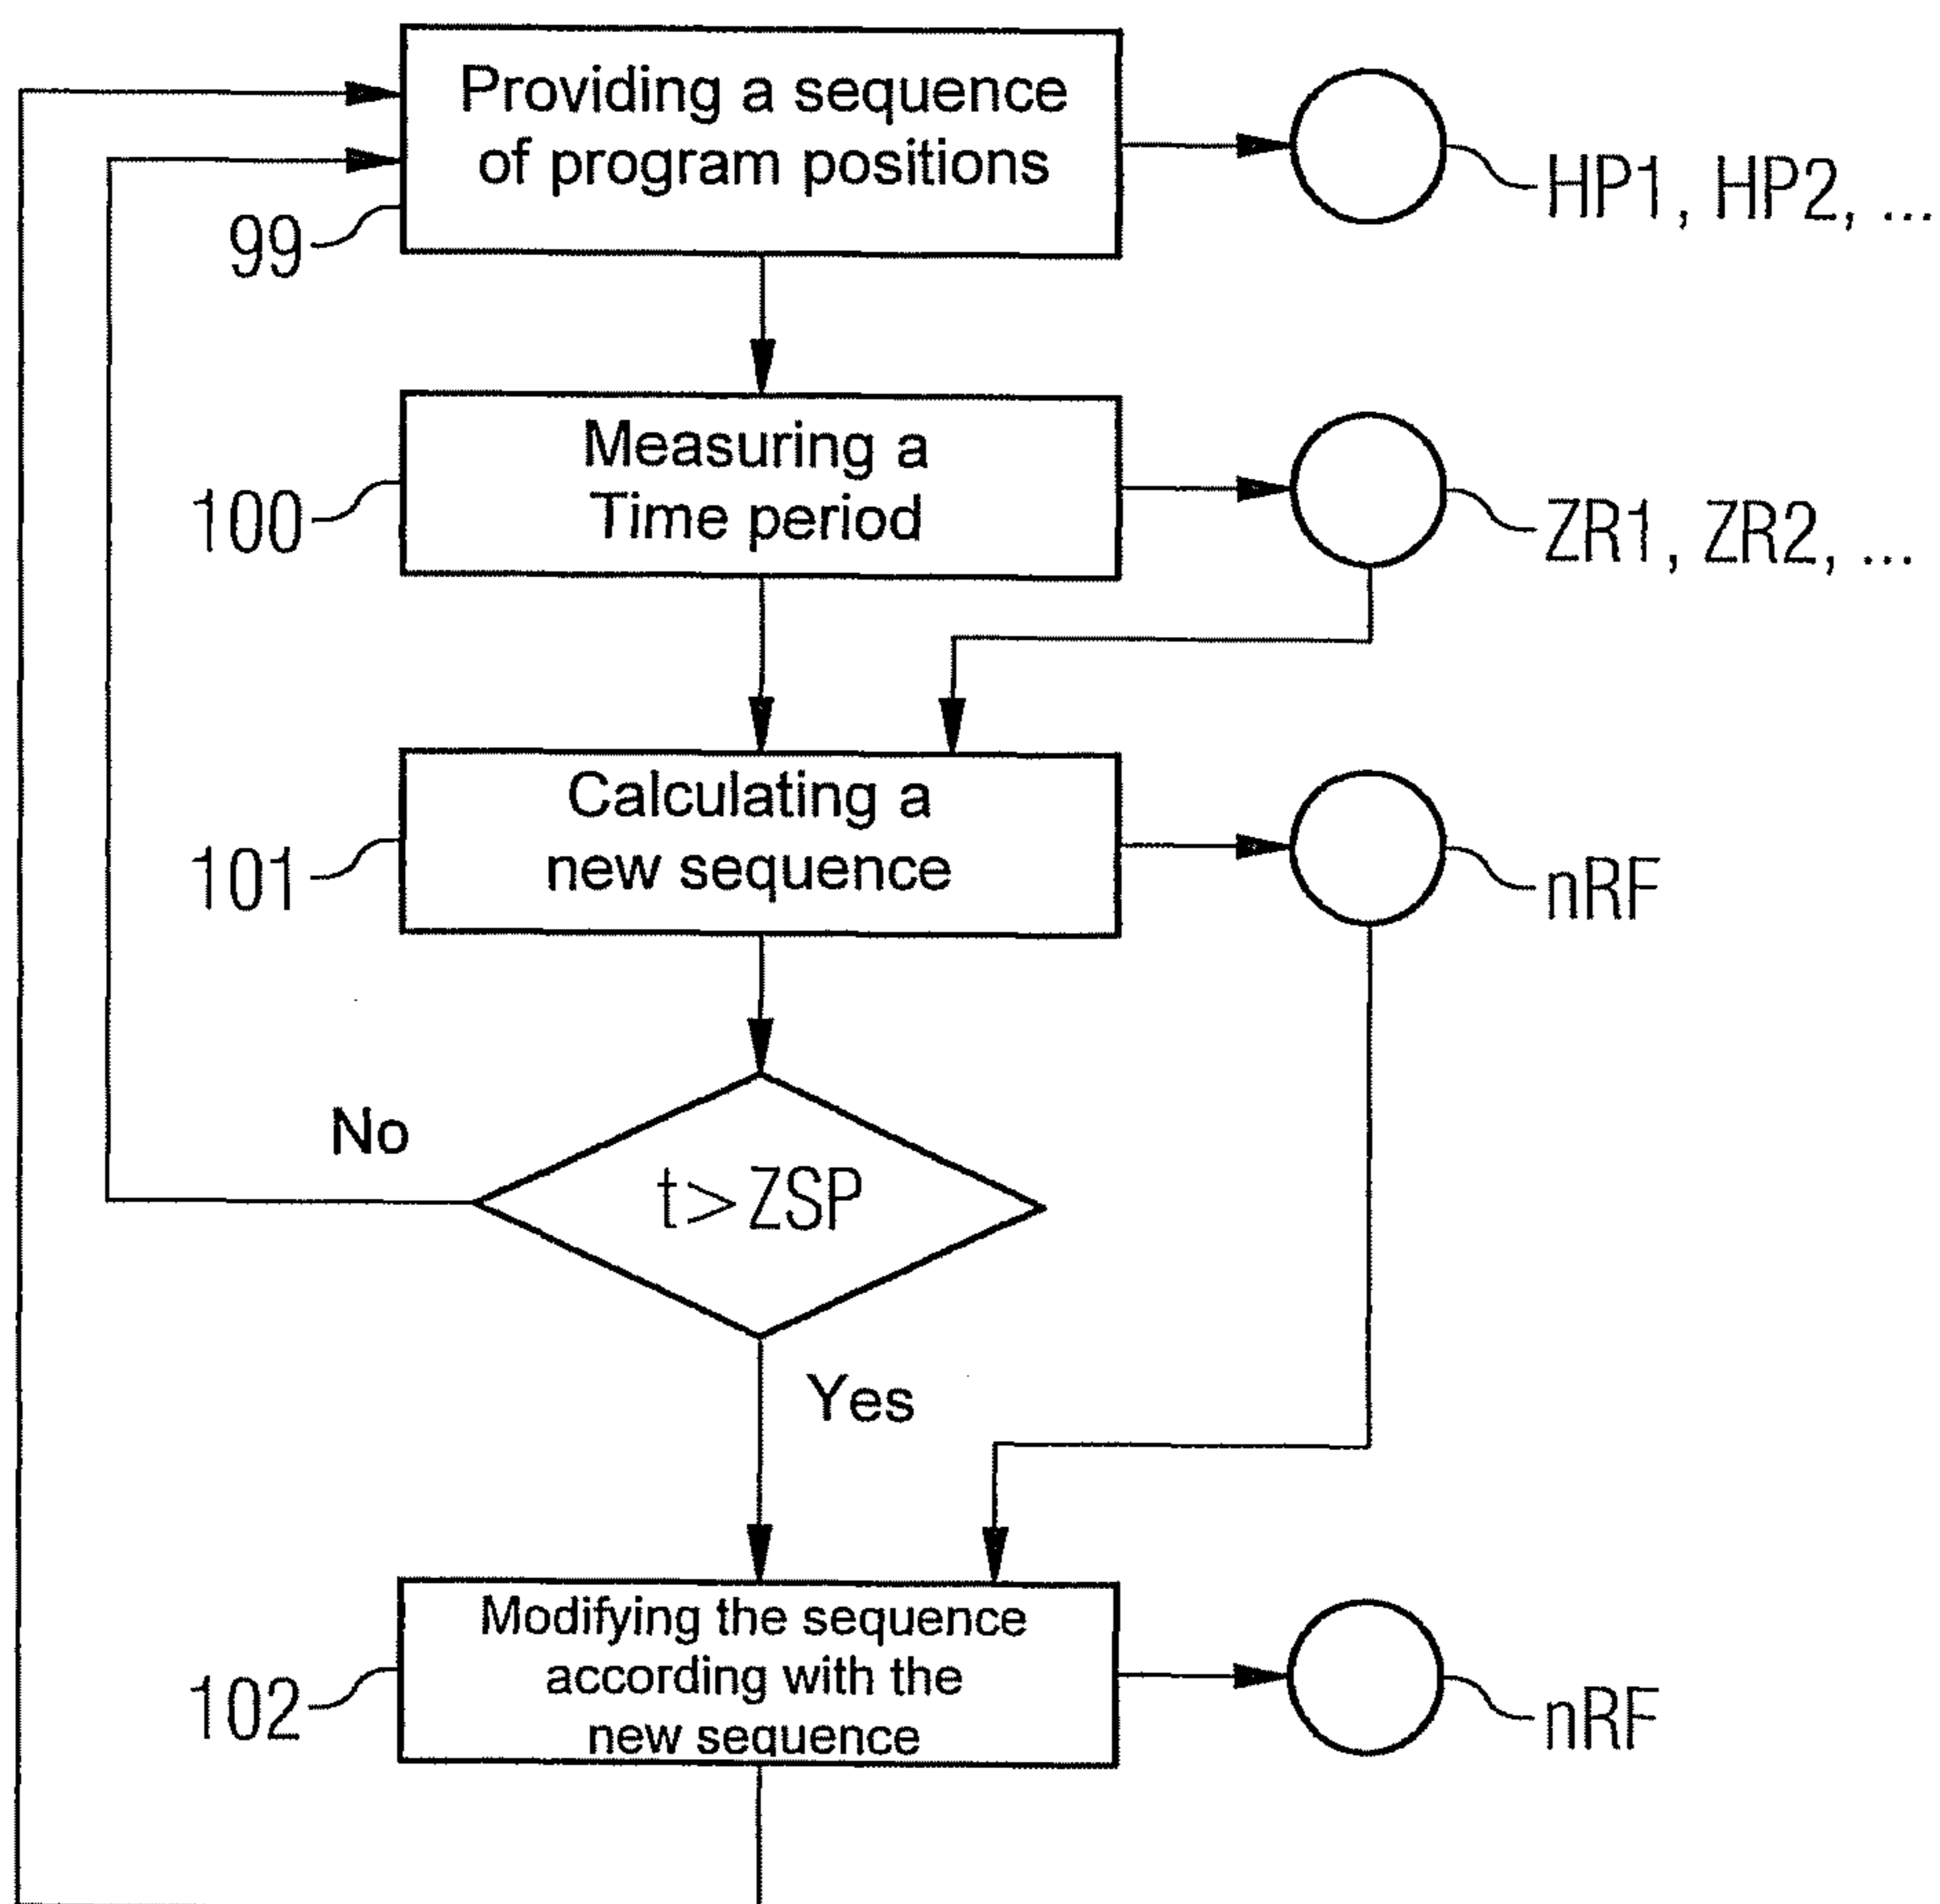 Providing a sequence
of program positions
HP1, HP2, ...
99
Measuring a
Time period
100
ZR1, ZR2, ...
Calculating a
new sequence
101
nRF
No
t>ZSP
Yes
Modifying the sequence
according with the
new sequence
102
nRF